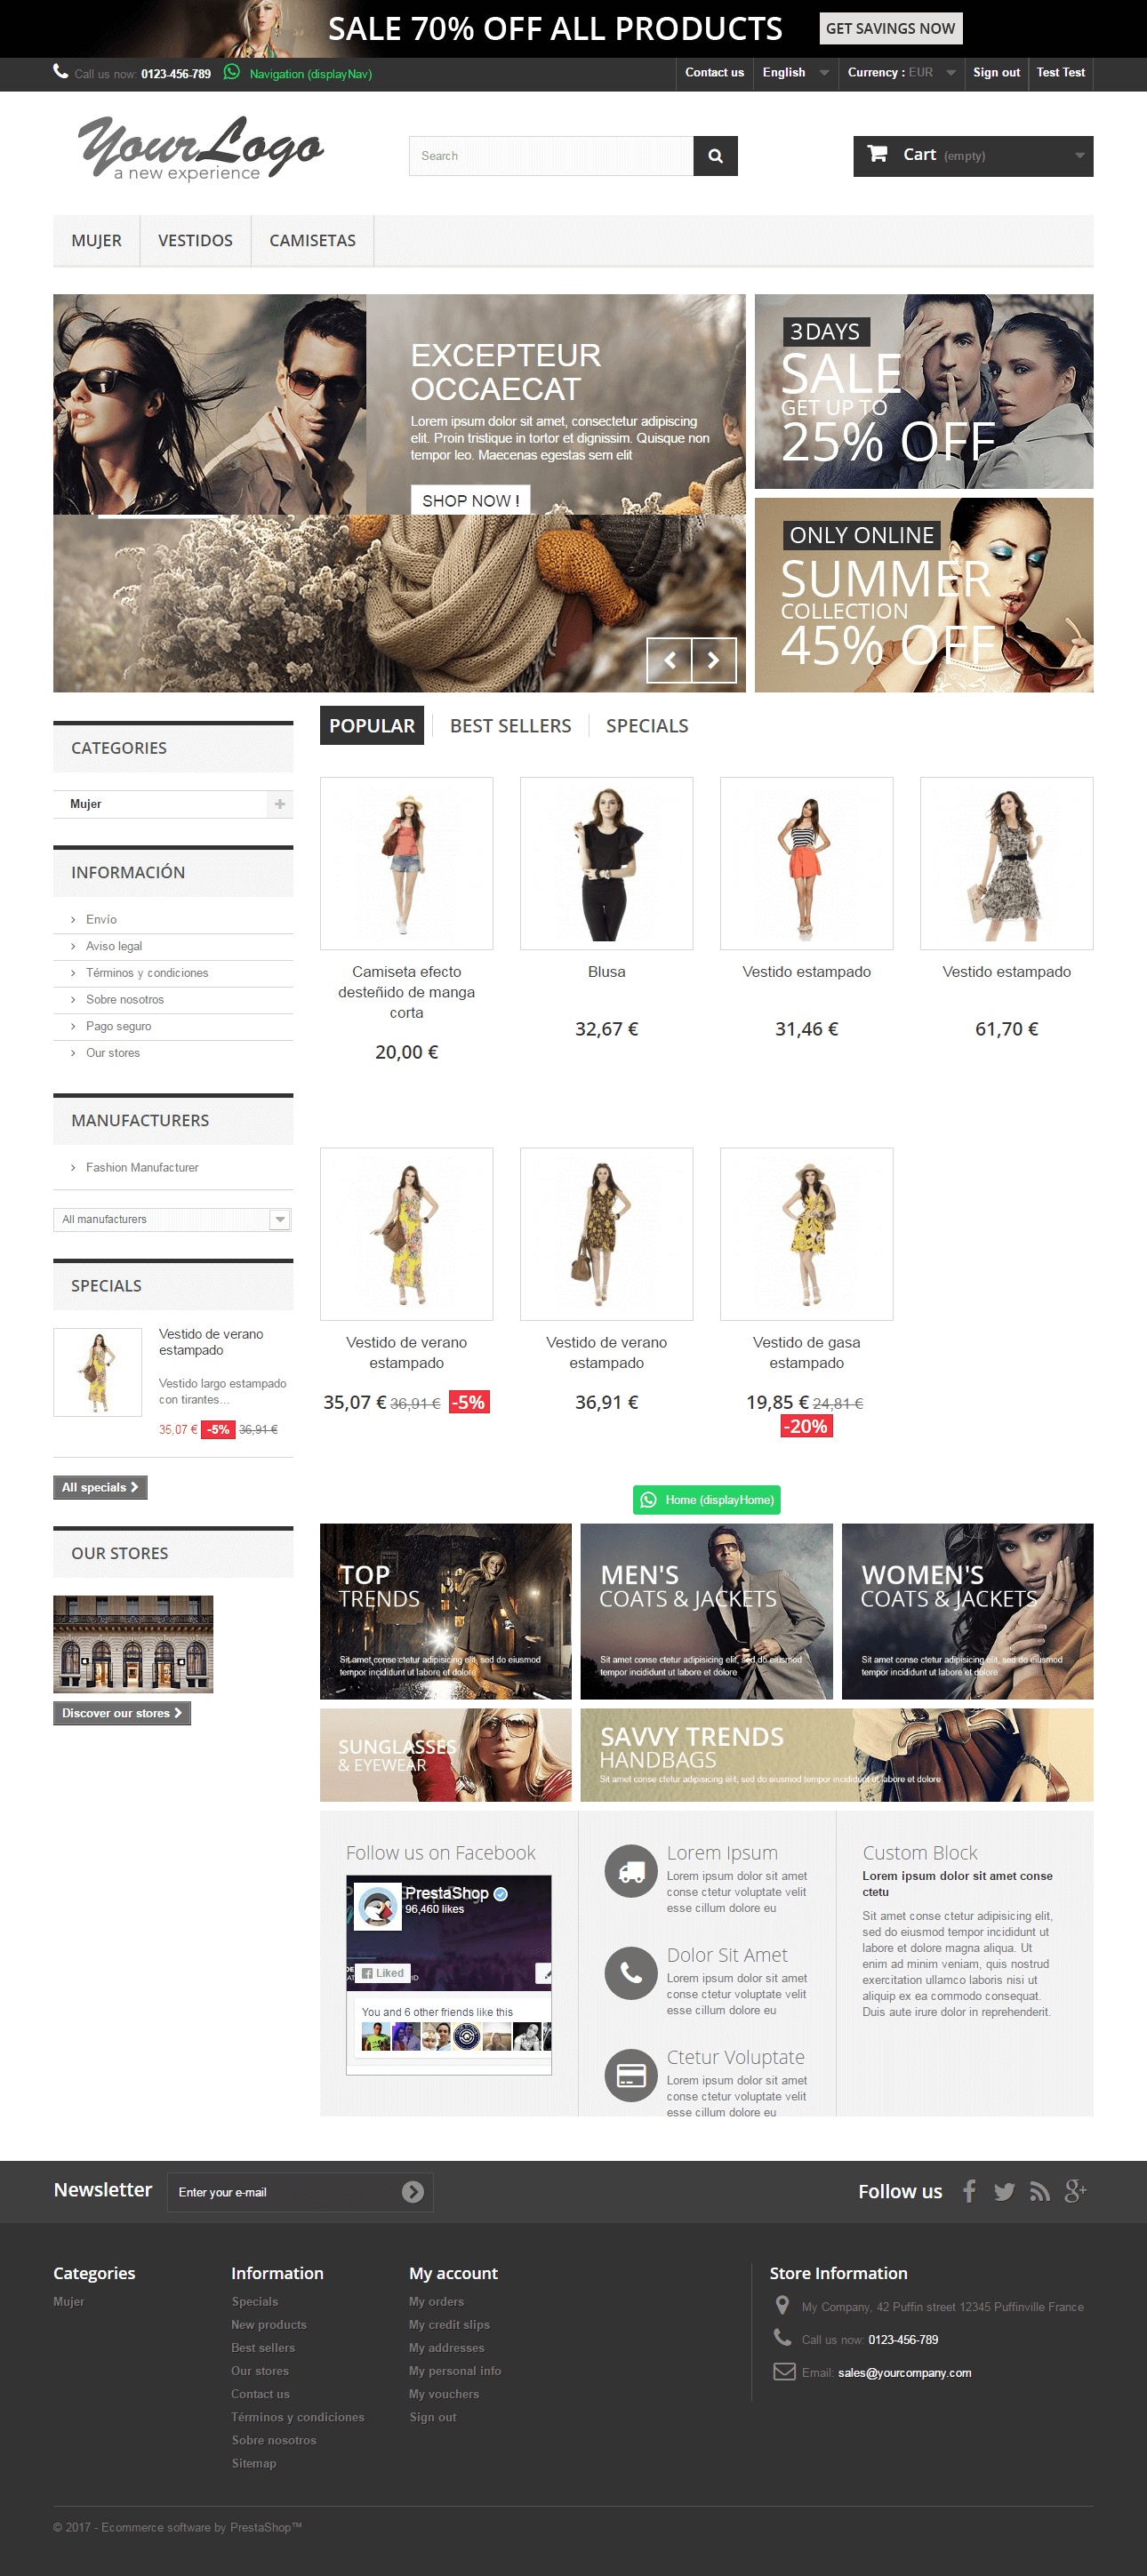 SALE 70% OFF ALL PRODUCTS
GET SAVINGS NOW
Call us now: 0123-456-789
Navigation (displayNav)
Contact us
English
Currency : EUR
Sign out
Test Test
YourLogo
a new experience
Search
Cart (empty)
MUJER
VESTIDOS
CAMISETAS
EXCEPTEUR
OCCAECAT
Lorem ipsum dolor sit amet, consectetur adipiscing
elit. Proin tristique in tortor et dignissim. Quisque non
tempor leo. Maecenas egestas sem elit
SHOP NOW !
3 DAYS
SALE
GET UP TO
25% OFF
ONLY ONLINE
SUMMER
COLLECTION
45% OFF
CATEGORIES
Mujer
INFORMACIÓN
Envío
Aviso legal
Términos y condiciones
Sobre nosotros
Pago seguro
Our stores
MANUFACTURERS
Fashion Manufacturer
All manufacturers
SPECIALS
Vestido de verano
estampado
Vestido largo estampado
con tirantes...
35,07 € -5% 36,91 €
All specials
OUR STORES
Discover our stores
POPULAR
BEST SELLERS
SPECIALS
Camiseta efecto
desteñido de manga
corta
20,00 €
Blusa
32,67 €
Vestido estampado
31,46 €
Vestido estampado
61,70 €
Vestido de verano
estampado
35,07 € 36,91 € -5%
Vestido de verano
estampado
36,91 €
Vestido de gasa
estampado
19,85 € 24,81 €
-20%
Home (displayHome)
TOP
TRENDS
Sit amet conse ctetur adipisicing elit, sed do eiusmod
tempor incididunt ut labore et dolore
MEN'S
COATS & JACKETS
Sit amet conse ctetur adipisicing elit, sed do eiusmod
tempor incididunt ut labore et dolore
WOMEN'S
COATS & JACKETS
Sit amet conse ctetur adipisicing elit, sed do eiusmod
tempor incididunt ut labore et dolore
SUNGLASSES
& EYEWEAR
SAVVY TRENDS
HANDBAGS
Sit amet conse ctetur adipisicing elit, sed do eiusmod tempor incididunt ut labore et dolore
Follow us on Facebook
PrestaShop
96,460 likes
Liked
You and 6 other friends like this
Lorem Ipsum
Lorem ipsum dolor sit amet
conse ctetur voluptate velit
esse cillum dolore eu
Dolor Sit Amet
Lorem ipsum dolor sit amet
conse ctetur voluptate velit
esse cillum dolore eu
Ctetur Voluptate
Lorem ipsum dolor sit amet
conse ctetur voluptate velit
esse cillum dolore eu
Custom Block
Lorem ipsum dolor sit amet conse
ctetu
Sit amet conse ctetur adipisicing elit,
sed do eiusmod tempor incididunt ut
labore et dolore magna aliqua. Ut
enim ad minim veniam, quis nostrud
exercitation ullamco laboris nisi ut
aliquip ex ea commodo consequat.
Duis aute irure dolor in reprehenderit.
Newsletter
Enter your e-mail
Follow us
Categories
Mujer
Information
Specials
New products
Best sellers
Our stores
Contact us
Términos y condiciones
Sobre nosotros
Sitemap
My account
My orders
My credit slips
My addresses
My personal info
My vouchers
Sign out
Store Information
My Company, 42 Puffin street 12345 Puffinville France
Call us now: 0123-456-789
Email: sales@yourcompany.com
© 2017 - Ecommerce software by PrestaShop™